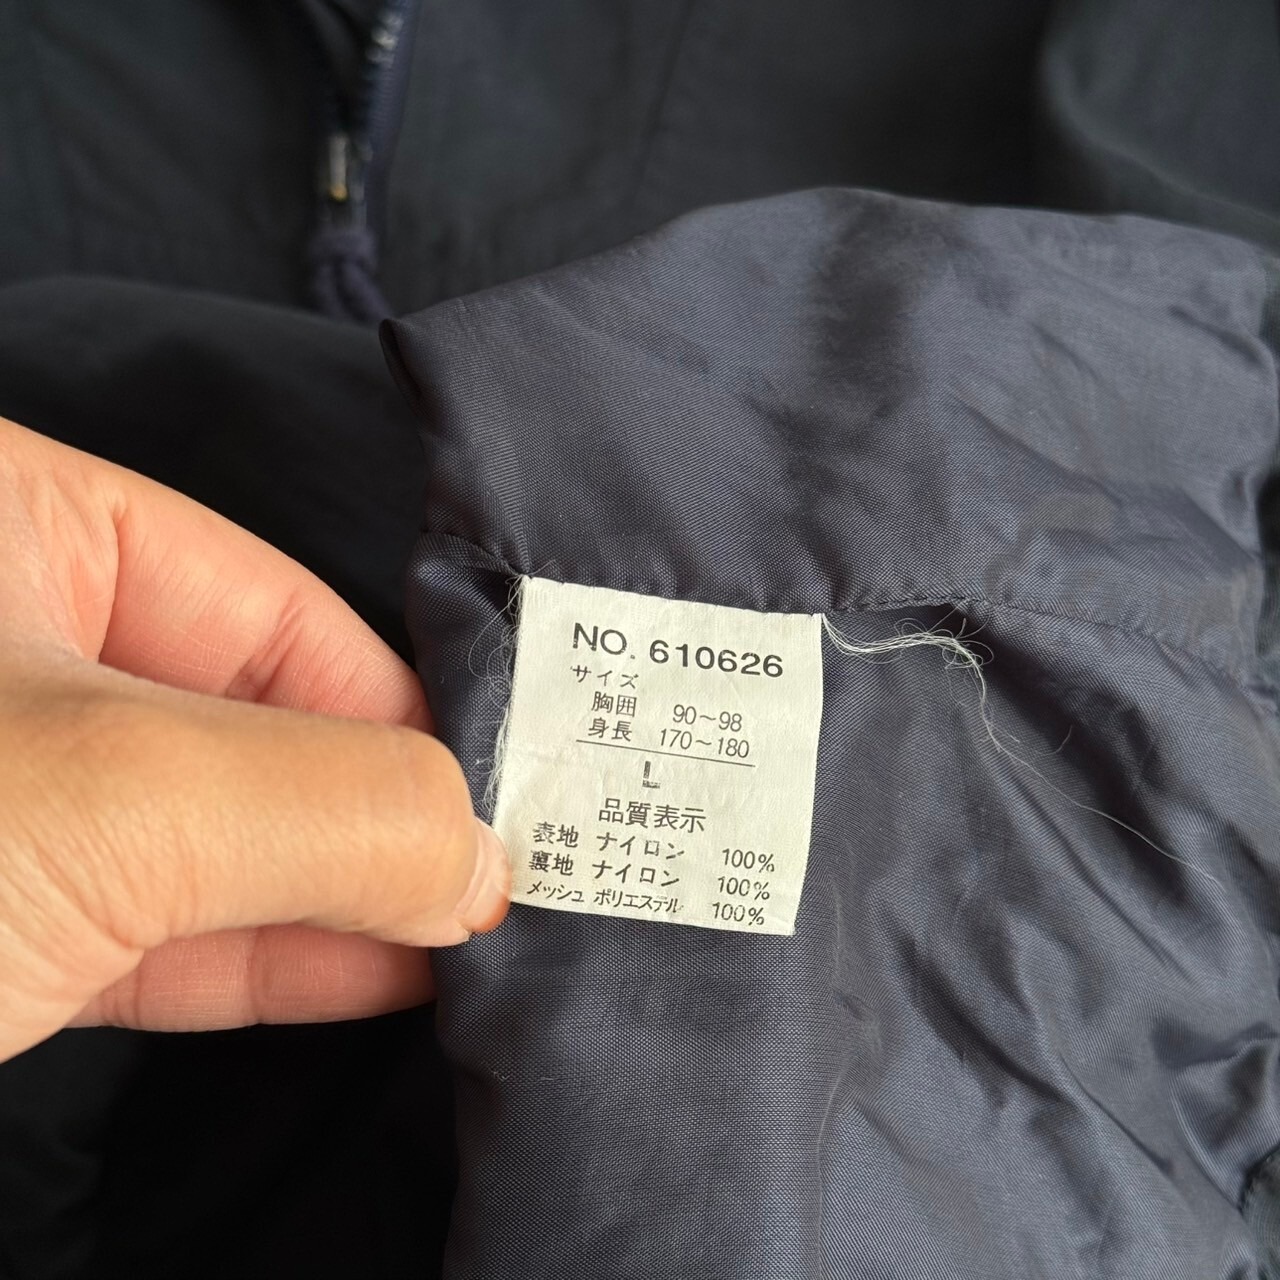 NO. 610626
サイズ
胸囲 90〜98
身長 170〜180
L
品質表示
表地 ナイロン 100%
裏地 ナイロン 100%
メッシュ ポリエステル 100%